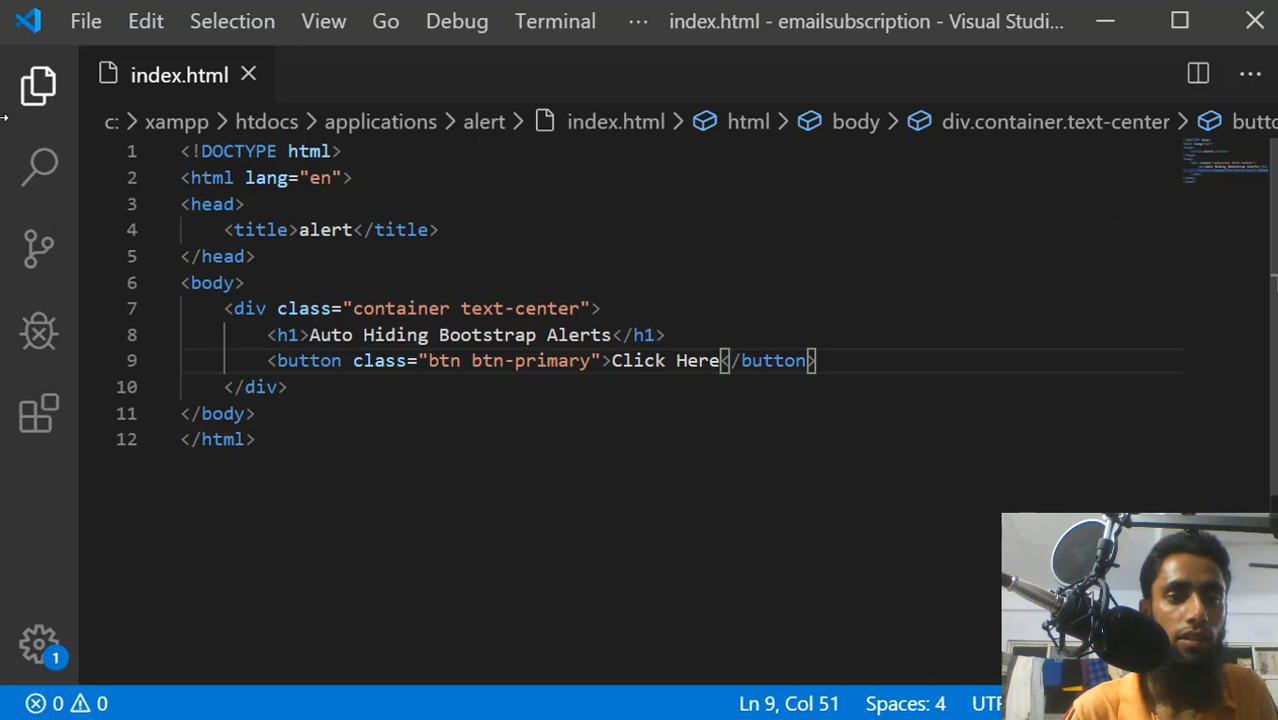 File Edit Selection View Go Debug Terminal ··· index.html - emailsubscription - Visual Studi...
index.html
c: > xampp > htdocs > applications > alert > index.html > html > body > div.container.text-center > butto
1 <!DOCTYPE html>
2 <html lang="en">
3 <head>
4 <title>alert</title>
5 </head>
6 <body>
7 <div class="container text-center">
8 <h1>Auto Hiding Bootstrap Alerts</h1>
9 <button class="btn btn-primary">Click Here</button>
10 </div>
11 </body>
12 </html>
1
0 0 Ln 9, Col 51 Spaces: 4 UTF